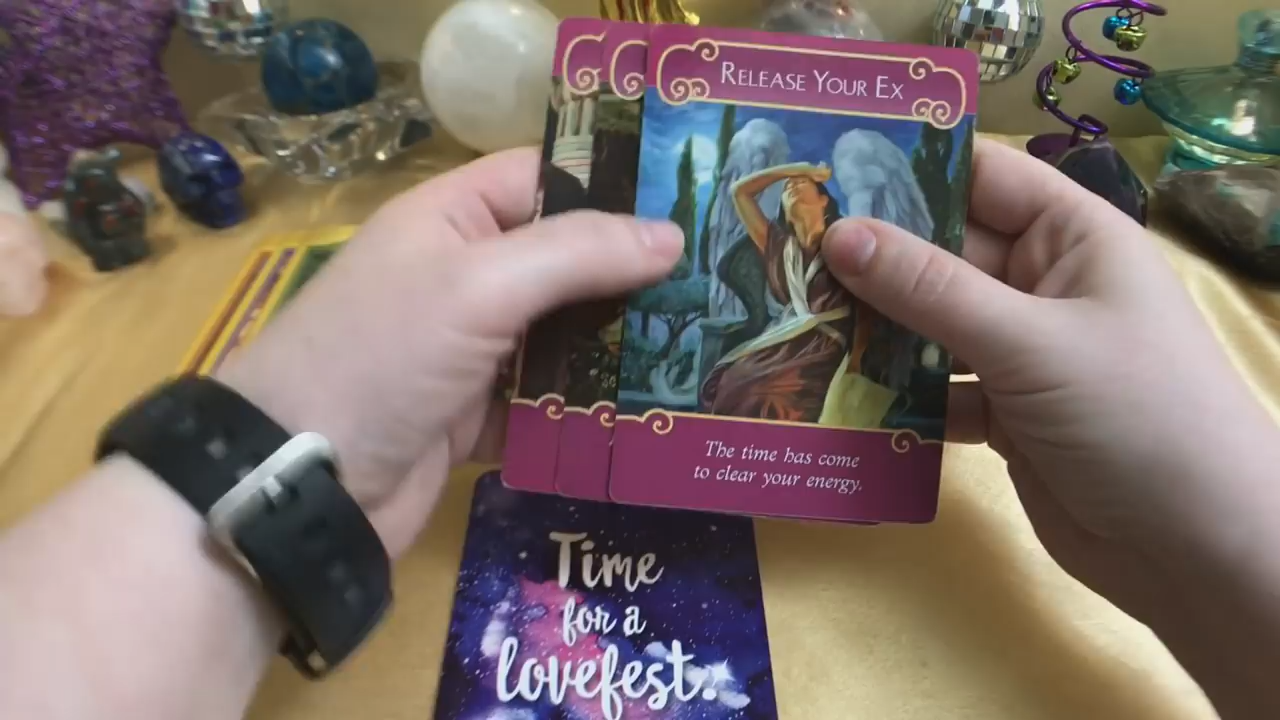 RELEASE YOUR EX
The time has come
to clear your energy.
Time
for a
lovefest!